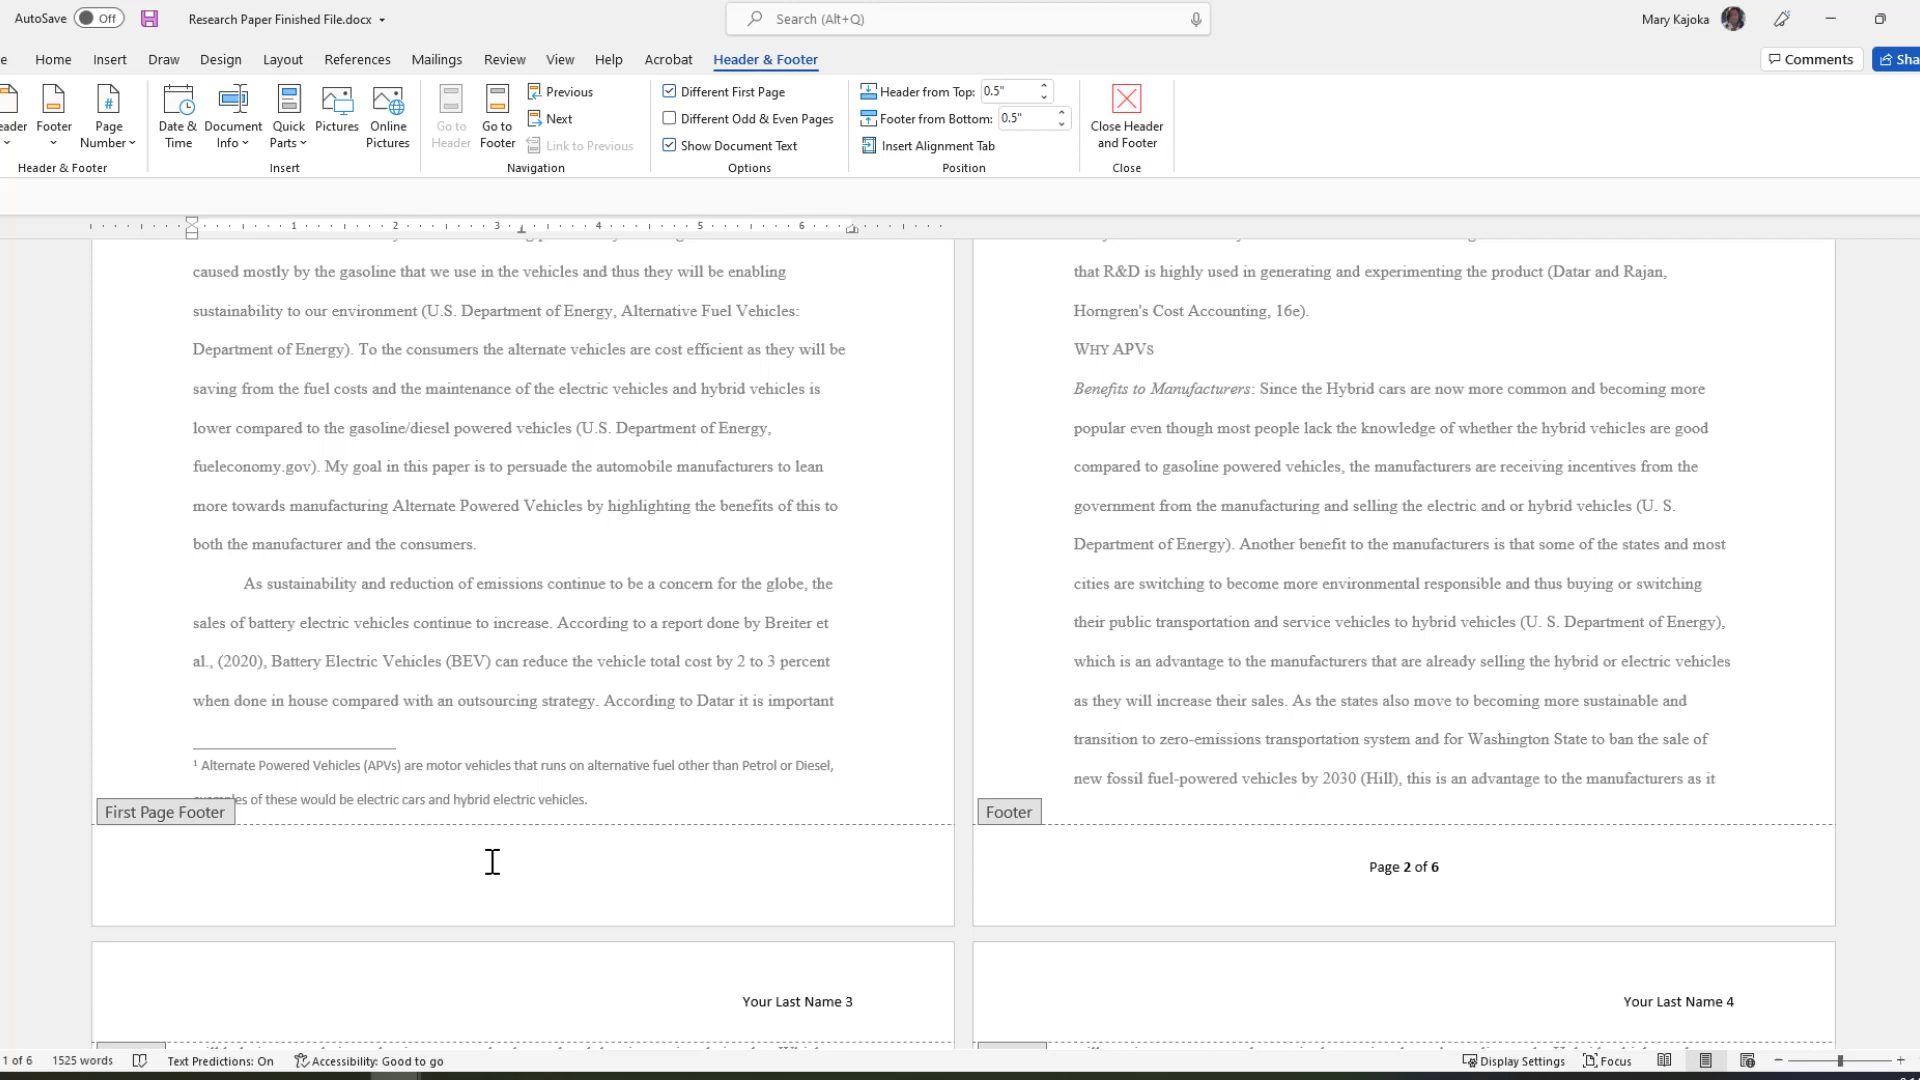 AutoSave Off Research Paper Finished File.docx Search (Alt+Q) Mary Kajoka
Home Insert Draw Design Layout References Mailings Review View Help Acrobat Header & Footer Comments Sha
eader Footer Page Number Date & Time Document Info Quick Parts Pictures Online Pictures Go to Header Go to Footer
Previous
Next
Link to Previous
Different First Page
Different Odd & Even Pages
Show Document Text
Header from Top: 0.5"
Footer from Bottom: 0.5"
Insert Alignment Tab
Close Header and Footer
Header & Footer Insert Navigation Options Position Close
1 2 3 4 5 6
caused mostly by the gasoline that we use in the vehicles and thus they will be enabling
sustainability to our environment (U.S. Department of Energy, Alternative Fuel Vehicles:
Department of Energy). To the consumers the alternate vehicles are cost efficient as they will be
saving from the fuel costs and the maintenance of the electric vehicles and hybrid vehicles is
lower compared to the gasoline/diesel powered vehicles (U.S. Department of Energy,
fueleconomy.gov). My goal in this paper is to persuade the automobile manufacturers to lean
more towards manufacturing Alternate Powered Vehicles by highlighting the benefits of this to
both the manufacturer and the consumers.
As sustainability and reduction of emissions continue to be a concern for the globe, the
sales of battery electric vehicles continue to increase. According to a report done by Breiter et
al., (2020), Battery Electric Vehicles (BEV) can reduce the vehicle total cost by 2 to 3 percent
when done in house compared with an outsourcing strategy. According to Datar it is important
1 Alternate Powered Vehicles (APVs) are motor vehicles that runs on alternative fuel other than Petrol or Diesel,
examples of these would be electric cars and hybrid electric vehicles.
First Page Footer
that R&D is highly used in generating and experimenting the product (Datar and Rajan,
Horngren's Cost Accounting, 16e).
WHY APVS
Benefits to Manufacturers: Since the Hybrid cars are now more common and becoming more
popular even though most people lack the knowledge of whether the hybrid vehicles are good
compared to gasoline powered vehicles, the manufacturers are receiving incentives from the
government from the manufacturing and selling the electric and or hybrid vehicles (U. S.
Department of Energy). Another benefit to the manufacturers is that some of the states and most
cities are switching to become more environmental responsible and thus buying or switching
their public transportation and service vehicles to hybrid vehicles (U. S. Department of Energy),
which is an advantage to the manufacturers that are already selling the hybrid or electric vehicles
as they will increase their sales. As the states also move to becoming more sustainable and
transition to zero-emissions transportation system and for Washington State to ban the sale of
new fossil fuel-powered vehicles by 2030 (Hill), this is an advantage to the manufacturers as it
Footer
Page 2 of 6
Your Last Name 3
Your Last Name 4
1 of 6 1525 words Text Predictions: On Accessibility: Good to go Display Settings Focus